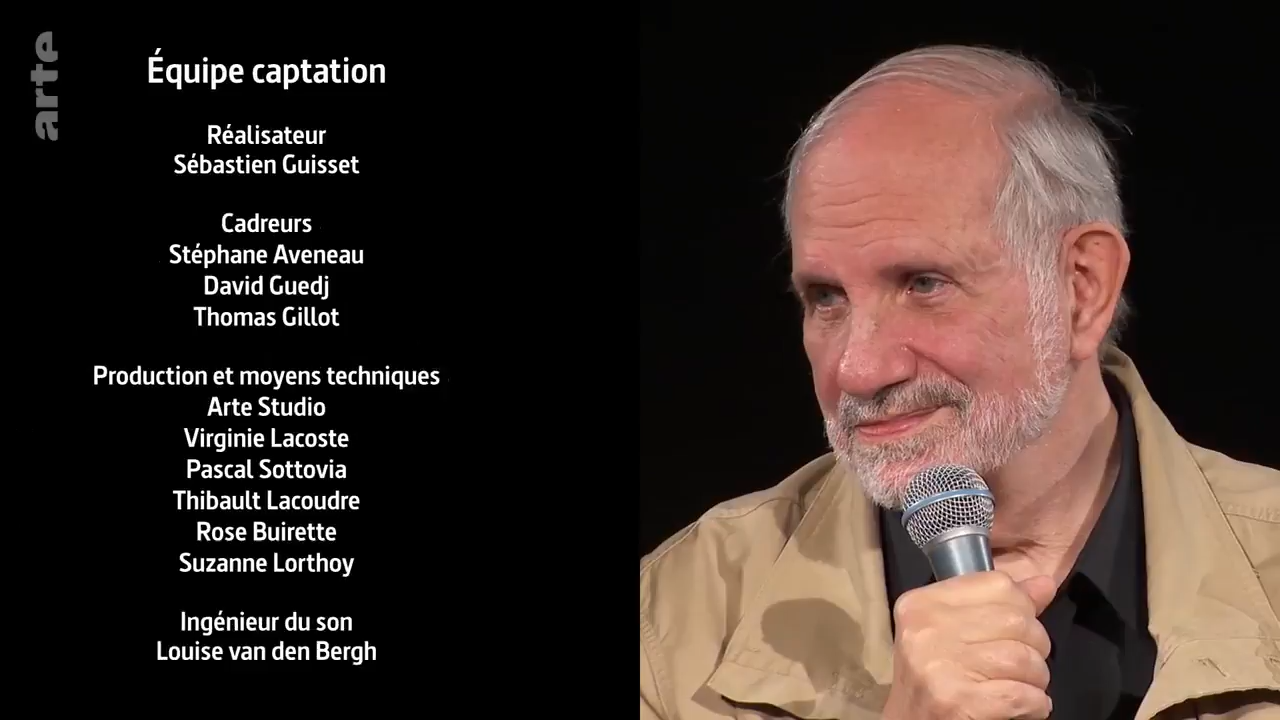 arte
Équipe captation
Réalisateur
Sébastien Guisset
Cadreurs
Stéphane Aveneau
David Guedj
Thomas Gillot
Production et moyens techniques
Arte Studio
Virginie Lacoste
Pascal Sottovia
Thibault Lacoudre
Rose Buirette
Suzanne Lorthoy
Ingénieur du son
Louise van den Bergh